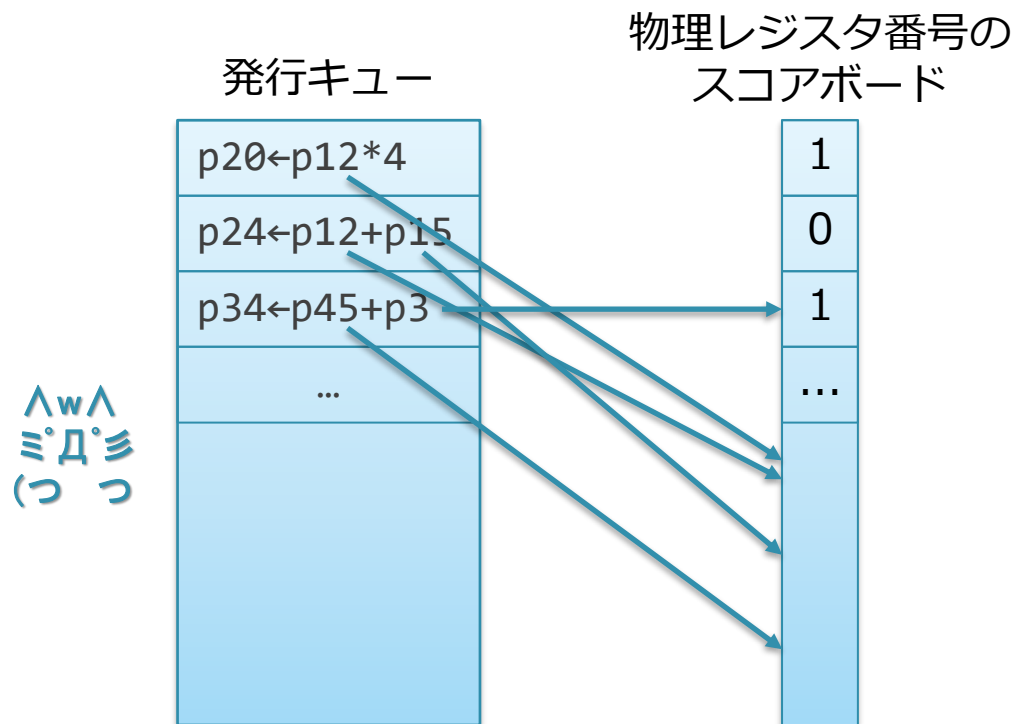 発行キュー
物理レジスタ番号の
スコアボード
p20←p12*4
p24←p12+p15
p34←p45+p3
…
1
0
1
…
∧w∧
ミ゚Д゚彡
(つ　つ